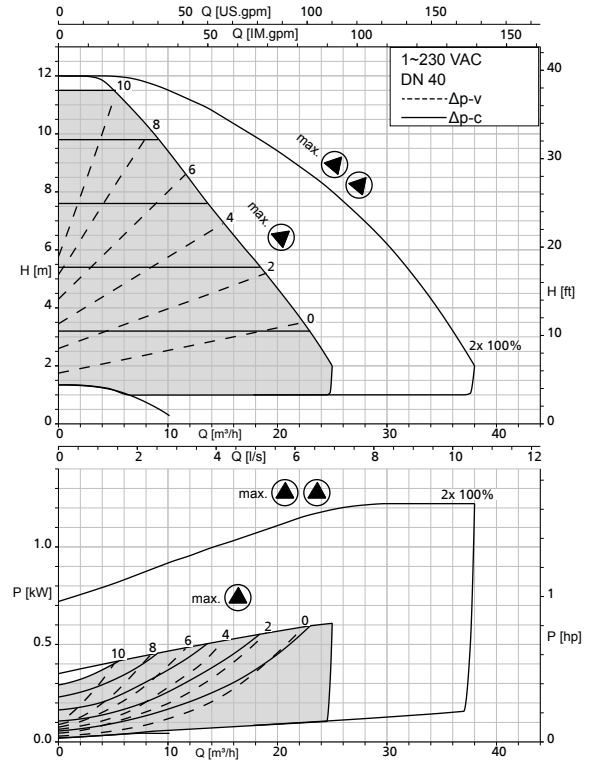 0 50 Q [US.gpm] 100 150
0 50 Q [IM.gpm] 100 150
1~230 VAC
DN 40
Δp-v
Δp-c
12
10
8
6
H [m]
4
2
0
40
30
20
H [ft]
10
0
10
8
6
4
2
0
max.
max.
2x 100%
0 10 20 30 40
Q [m³/h]
0 2 4 Q [l/s] 6 8 10 12
max.
2x 100%
max.
1.0
P [kW]
0.5
0.0
1
P [hp]
0
10 8 6 4 2 0
0 10 20 30 40
Q [m³/h]